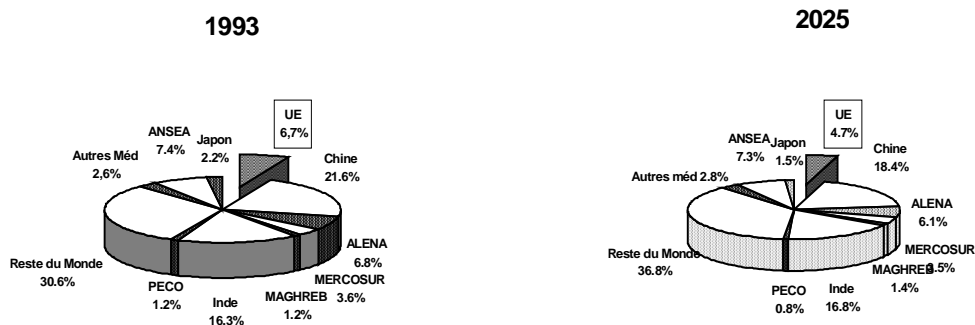 1993
UE
6,7%
ANSEA
7.4%
Japon
2.2%
Autres Méd
2,6%
Chine
21.6%
ALENA
6.8%
MERCOSUR
3.6%
MAGHREB
1.2%
Inde
16.3%
PECO
1.2%
Reste du Monde
30.6%
2025
UE
4.7%
ANSEA
7.3%
Japon
1.5%
Autres méd 2.8%
Chine
18.4%
ALENA
6.1%
MERCOSUR
MAGHREB
1.4%
Inde
16.8%
PECO
0.8%
Reste du Monde
36.8%